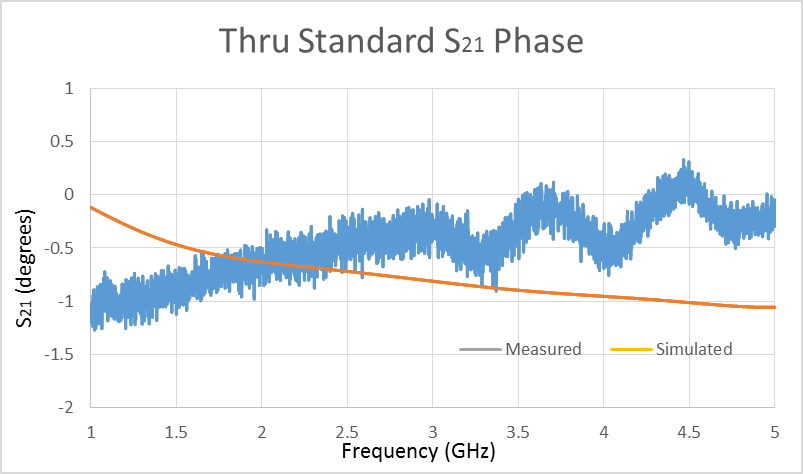 Thru Standard S21 Phase
1
0.5
0
-0.5
-1
-1.5
-2
S21 (degrees)
Measured Simulated
1 1.5 2 2.5 3 3.5 4 4.5 5
Frequency (GHz)